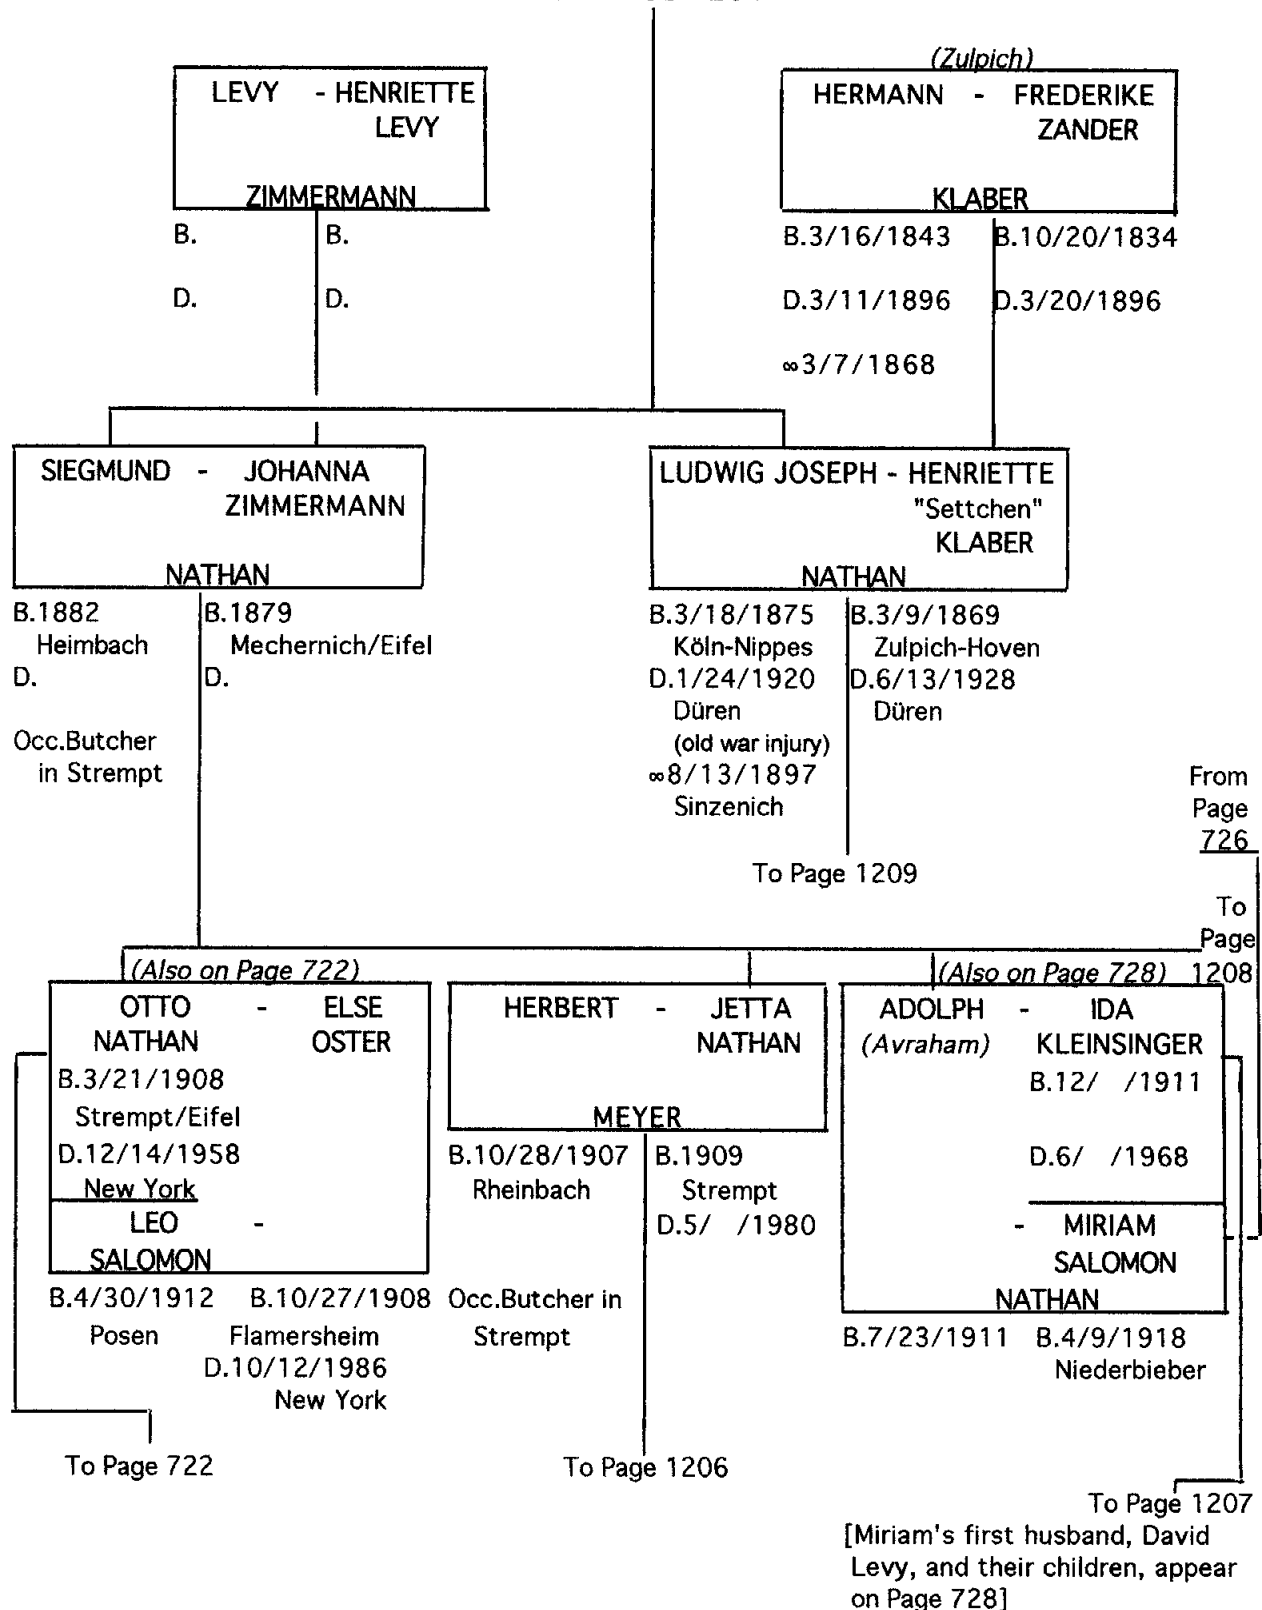 LEVY - HENRIETTE
LEVY
ZIMMERMANN
B. B.
D. D.
(Zulpich)
HERMANN - FREDERIKE
ZANDER
KLABER
B.3/16/1843 B.10/20/1834
D.3/11/1896 D.3/20/1896
∞3/7/1868
SIEGMUND - JOHANNA
ZIMMERMANN
NATHAN
B.1882 B.1879
Heimbach Mechernich/Eifel
D. D.
Occ.Butcher
in Strempt
LUDWIG JOSEPH - HENRIETTE
"Settchen"
KLABER
NATHAN
B.3/18/1875 B.3/9/1869
Köln-Nippes Zulpich-Hoven
D.1/24/1920 D.6/13/1928
Düren Düren
(old war injury)
∞8/13/1897
Sinzenich
To Page 1209
From
Page
726
To
Page
1208
(Also on Page 722)
OTTO - ELSE
NATHAN OSTER
B.3/21/1908
Strempt/Eifel
D.12/14/1958
New York
LEO -
SALOMON
B.4/30/1912 B.10/27/1908
Posen Flamersheim
D.10/12/1986
New York
To Page 722
HERBERT - JETTA
NATHAN
MEYER
B.10/28/1907 B.1909
Rheinbach Strempt
D.5/ /1980
Occ.Butcher in
Strempt
To Page 1206
(Also on Page 728)
ADOLPH - IDA
(Avraham) KLEINSINGER
B.12/ /1911
D.6/ /1968
- MIRIAM
SALOMON
NATHAN
B.7/23/1911 B.4/9/1918
Niederbieber
To Page 1207
[Miriam's first husband, David
Levy, and their children, appear
on Page 728]